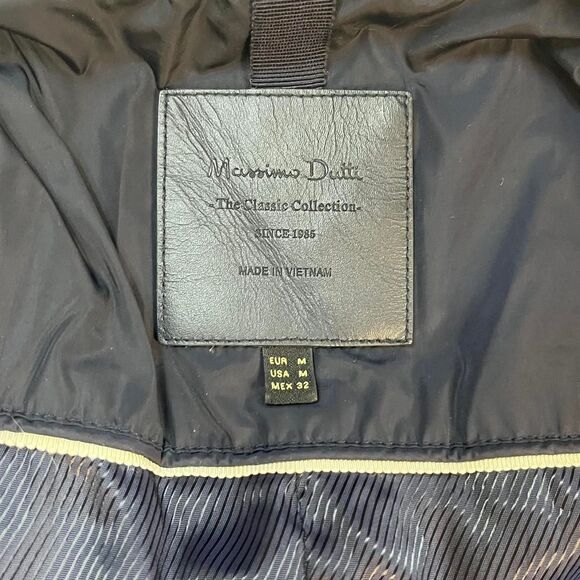 Massimo Dutti
-The Classic Collection-
SINCE 1985
MADE IN VIETNAM
EUR M
USA M
MEX 32